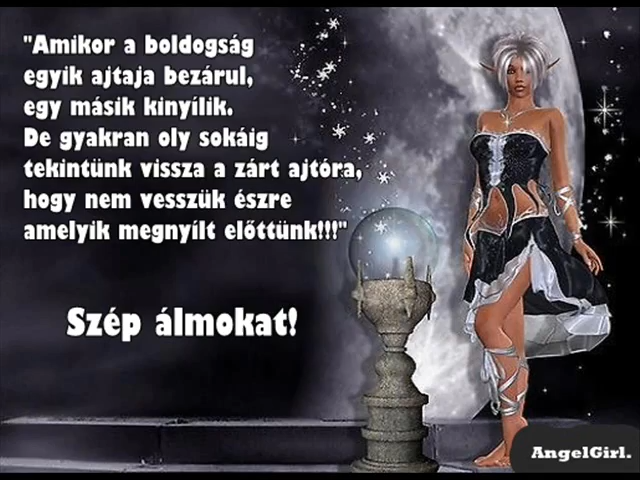 "Amikor a boldogság
egyik ajtaja bezárul,
egy másik kinyílik.
De gyakran oly sokáig
tekintünk vissza a zárt ajtóra,
hogy nem vesszük észre
amelyik megnyílt előttünk!!!"
Szép álmokat!
AngelGirl.